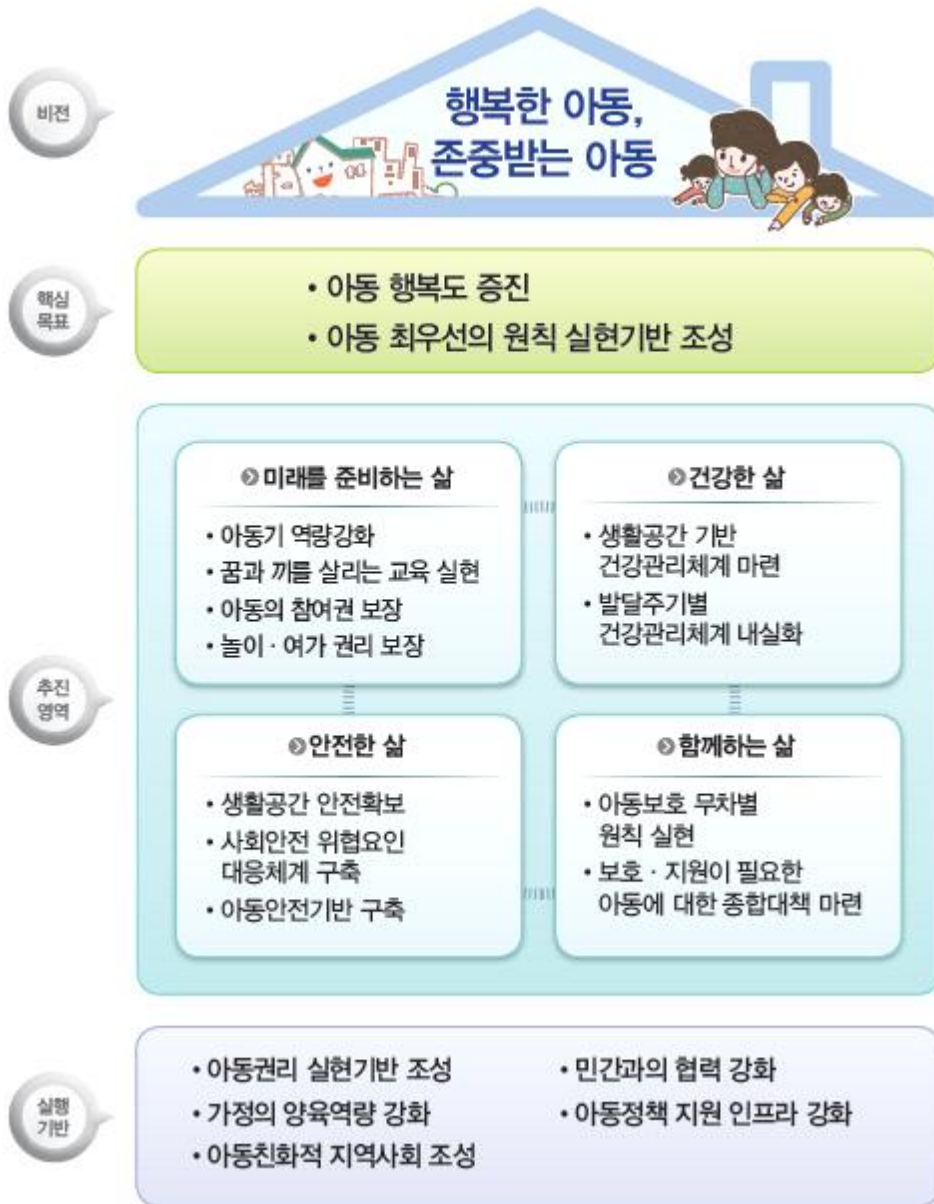 비전
행복한 아동,
존중받는 아동
핵심
목표
• 아동 행복도 증진
• 아동 최우선의 원칙 실현기반 조성
추진
영역
미래를 준비하는 삶
• 아동기 역량강화
• 꿈과 끼를 살리는 교육 실현
• 아동의 참여권 보장
• 놀이 · 여가 권리 보장
건강한 삶
• 생활공간 기반
건강관리체계 마련
• 발달주기별
건강관리체계 내실화
안전한 삶
• 생활공간 안전확보
• 사회안전 위협요인
대응체계 구축
• 아동안전기반 구축
함께하는 삶
• 아동보호 무차별
원칙 실현
• 보호 · 지원이 필요한
아동에 대한 종합대책 마련
실행
기반
• 아동권리 실현기반 조성
• 가정의 양육역량 강화
• 아동친화적 지역사회 조성
• 민간과의 협력 강화
• 아동정책 지원 인프라 강화